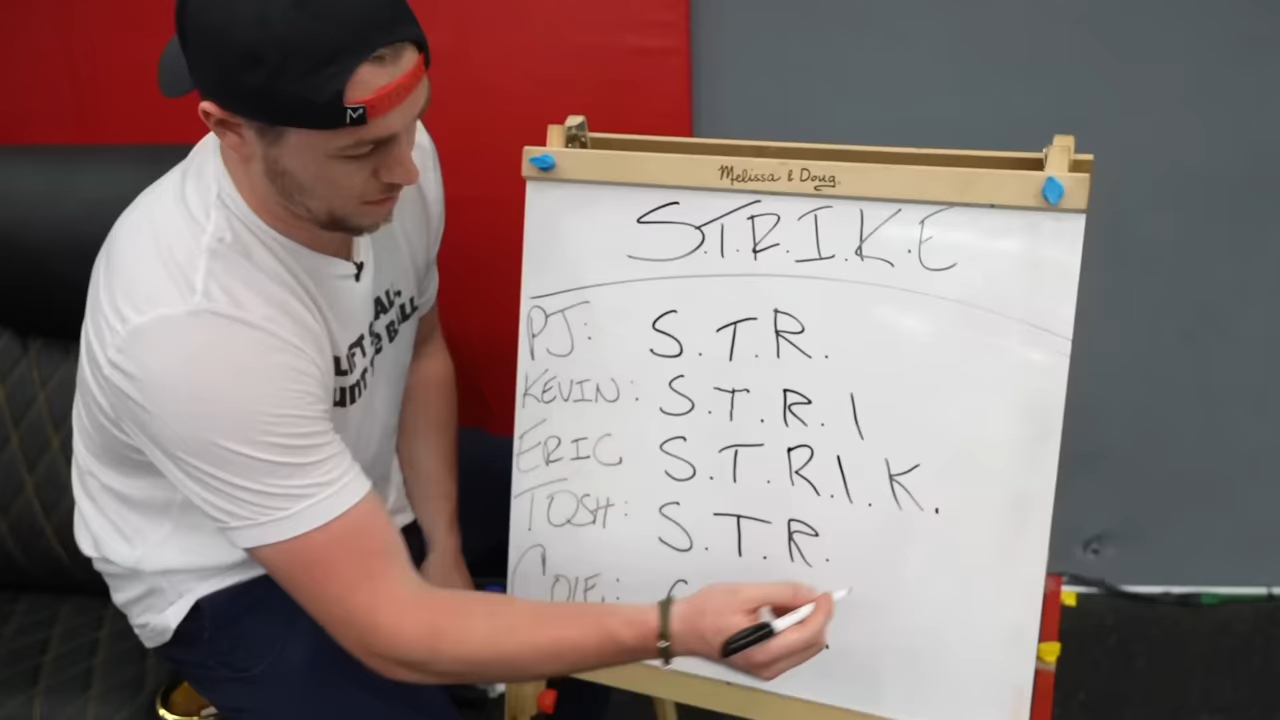 Melissa & Doug
S.T.R.I.K.E
PJ: S.T.R.
KEVIN: S.T.R.I
ERIC S.T.R.I.K.
TOSH: S.T.R.
COLE: S